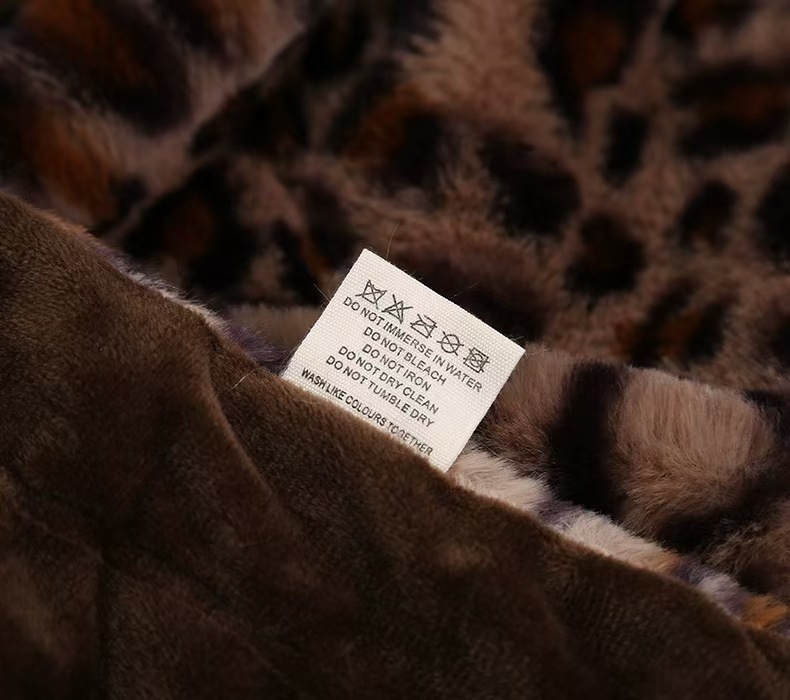 DO NOT IMMERSE IN WATER
DO NOT BLEACH
DO NOT IRON
DO NOT DRY CLEAN
DO NOT TUMBLE DRY
WASH LIKE COLOURS TOGETHER